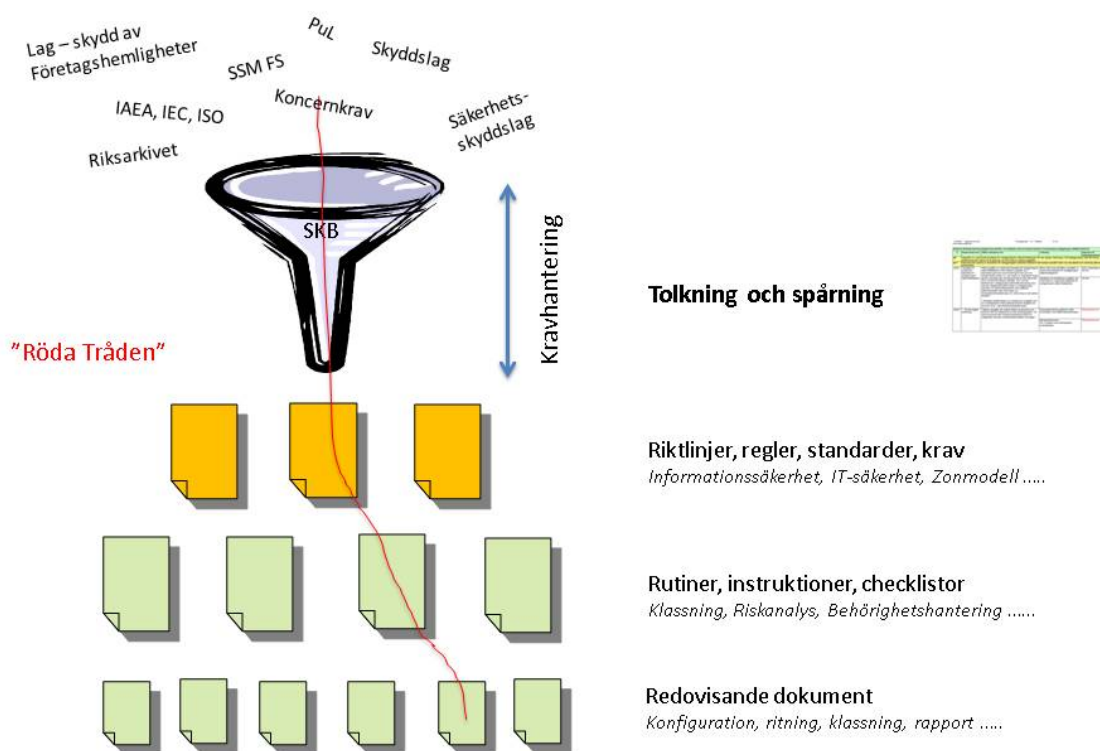 PuL
Lag – skydd av
Företagshemligheter
Skyddslag
SSM FS
Koncernkrav
IAEA, IEC, ISO
Säkerhets-
skyddslag
Riksarkivet
SKB
Kravhantering
Tolkning och spårning
"Röda Tråden"
Riktlinjer, regler, standarder, krav
Informationssäkerhet, IT-säkerhet, Zonmodell .....
Rutiner, instruktioner, checklistor
Klassning, Riskanalys, Behörighetshantering ......
Redovisande dokument
Konfiguration, ritning, klassning, rapport .....